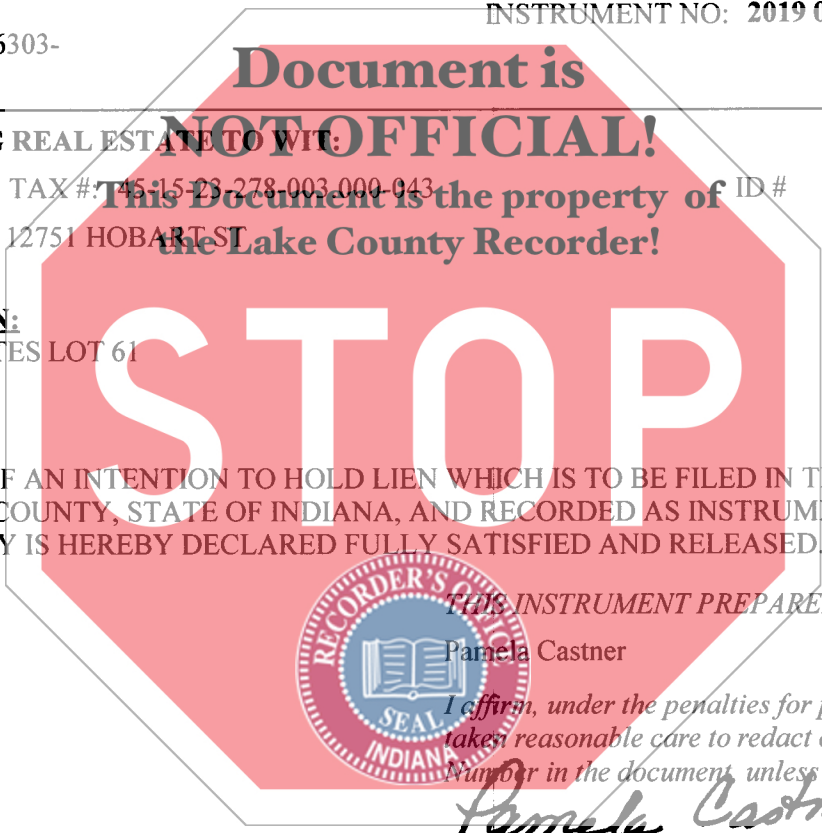 INSTRUMENT NO: 2019 0
6303-
Document is
NOT OFFICIAL!
REAL ESTATE TO WIT:
TAX #: 45-15-23-278-003.000-043 ID #
This Document is the property of
12751 HOBART ST
the Lake County Recorder!
N:
TES LOT 61
STOP
F AN INTENTION TO HOLD LIEN WHICH IS TO BE FILED IN T
COUNTY, STATE OF INDIANA, AND RECORDED AS INSTRUM
Y IS HEREBY DECLARED FULLY SATISFIED AND RELEASED.
RECORDER'S OFFICE
SEAL
INDIANA
THIS INSTRUMENT PREPARE
Pamela Castner
I affirm, under the penalties for p
taken reasonable care to redact
Number in the document, unless
Pamela Castn